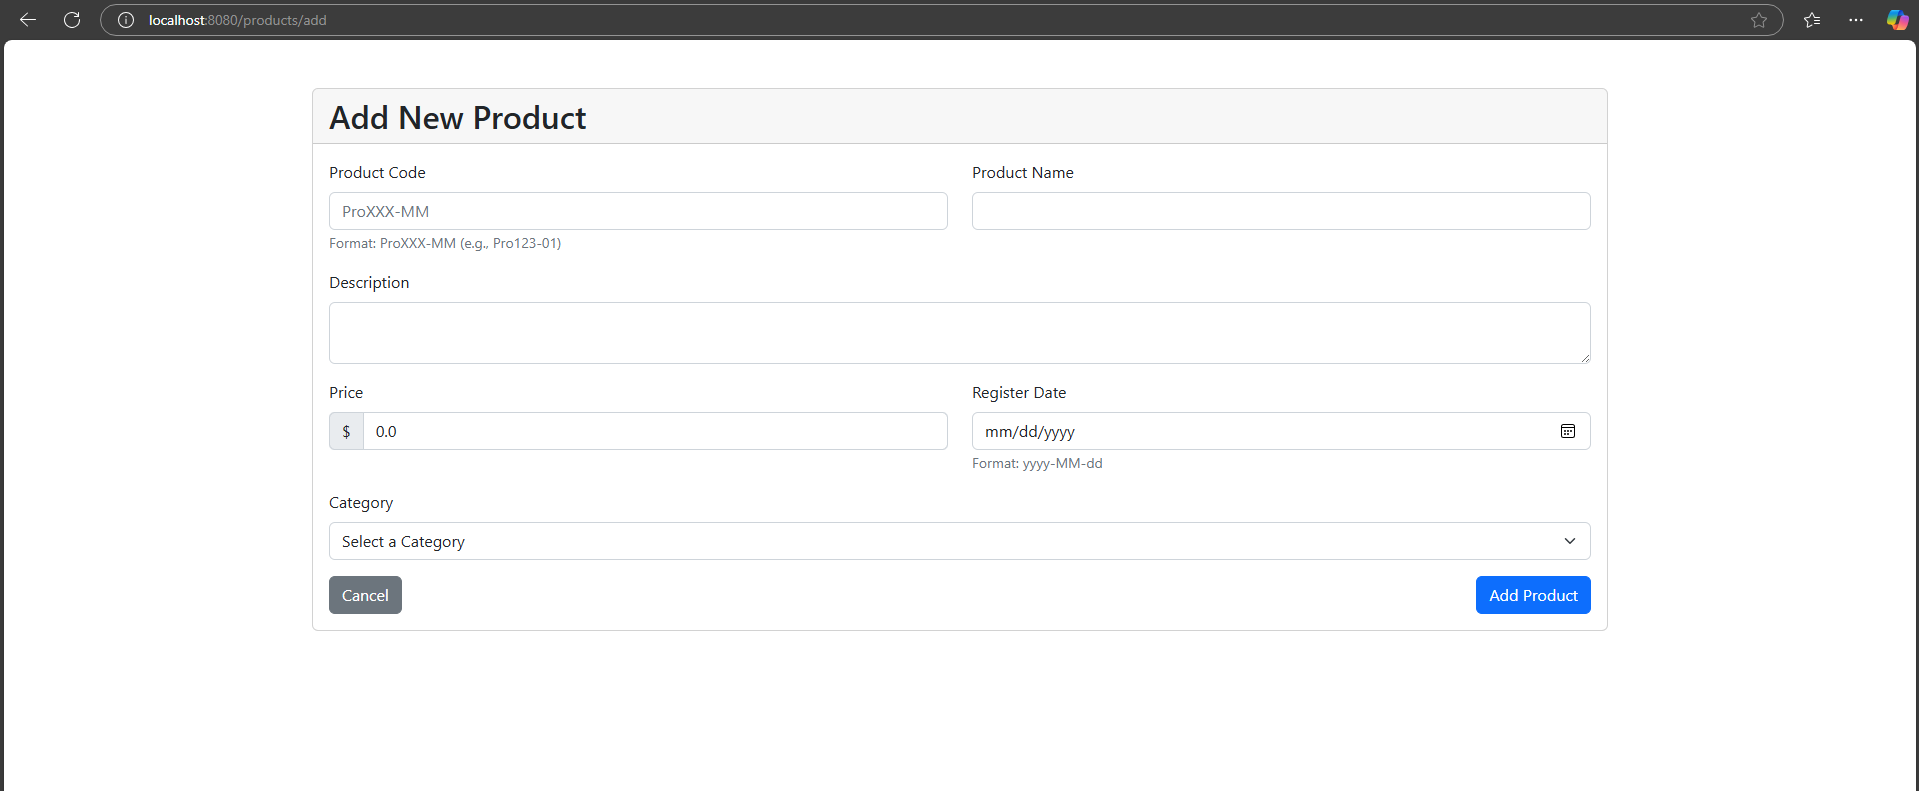 localhost:8080/products/add
Add New Product
Product Code
Product Name
ProXXX-MM
Format: ProXXX-MM (e.g., Pro123-01)
Description
Price
Register Date
$ 0.0
mm/dd/yyyy
Format: yyyy-MM-dd
Category
Select a Category
Cancel
Add Product